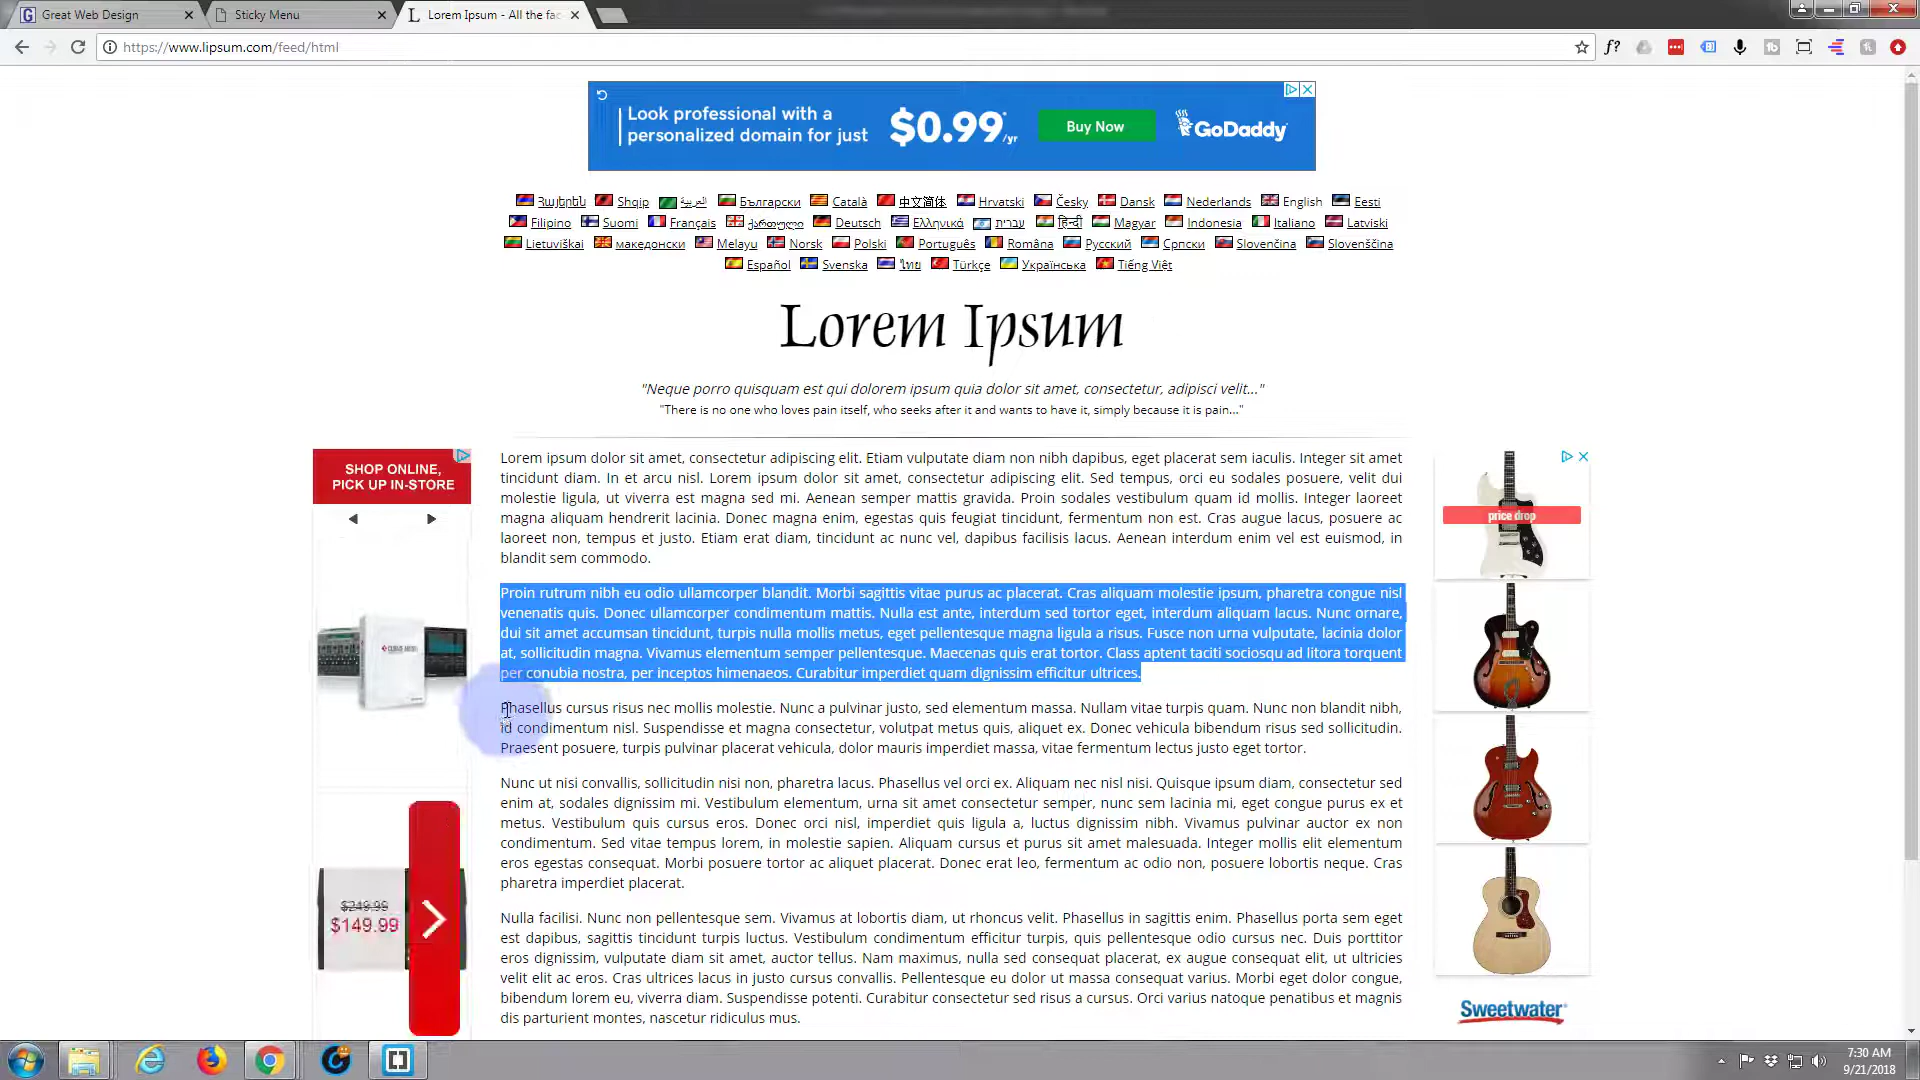 Great Web Design
Sticky Menu
Lorem Ipsum - All the fac
https://www.lipsum.com/feed/html
f?
Look professional with a
personalized domain for just
$0.99*/yr
Buy Now
GoDaddy
Հայերեն Shqip العربية Български Català 中文简体 Hrvatski Česky Dansk Nederlands English Eesti
Filipino Suomi Français ქართული Deutsch Ελληνικά עברית हिन्दी Magyar Indonesia Italiano Latviski
Lietuviškai македонски Melayu Norsk Polski Português Româna Русский Српски Slovenčina Slovenščina
Español Svenska ไทย Türkçe Українська Tiếng Việt
Lorem Ipsum
"Neque porro quisquam est qui dolorem ipsum quia dolor sit amet, consectetur, adipisci velit..."
"There is no one who loves pain itself, who seeks after it and wants to have it, simply because it is pain..."
SHOP ONLINE,
PICK UP IN-STORE
$249.99
$149.99
Lorem ipsum dolor sit amet, consectetur adipiscing elit. Etiam vulputate diam non nibh dapibus, eget placerat sem iaculis. Integer sit amet
tincidunt diam. In et arcu nisl. Lorem ipsum dolor sit amet, consectetur adipiscing elit. Sed tempus, orci eu sodales posuere, velit dui
molestie ligula, ut viverra est magna sed mi. Aenean semper mattis gravida. Proin sodales vestibulum quam id mollis. Integer laoreet
magna aliquam hendrerit lacinia. Donec magna enim, egestas quis feugiat tincidunt, fermentum non est. Cras augue lacus, posuere ac
laoreet non, tempus et justo. Etiam erat diam, tincidunt ac nunc vel, dapibus facilisis lacus. Aenean interdum enim vel est euismod, in
blandit sem commodo.
Proin rutrum nibh eu odio ullamcorper blandit. Morbi sagittis vitae purus ac placerat. Cras aliquam molestie ipsum, pharetra congue nisl
venenatis quis. Donec ullamcorper condimentum mattis. Nulla est ante, interdum sed tortor eget, interdum aliquam lacus. Nunc ornare,
dui sit amet accumsan tincidunt, turpis nulla mollis metus, eget pellentesque magna ligula a risus. Fusce non urna vulputate, lacinia dolor
at, sollicitudin magna. Vivamus elementum semper pellentesque. Maecenas quis erat tortor. Class aptent taciti sociosqu ad litora torquent
per conubia nostra, per inceptos himenaeos. Curabitur imperdiet quam dignissim efficitur ultrices.
Phasellus cursus risus nec mollis molestie. Nunc a pulvinar justo, sed elementum massa. Nullam vitae turpis quam. Nunc non blandit nibh,
id condimentum nisl. Suspendisse et magna consectetur, volutpat metus quis, aliquet ex. Donec vehicula bibendum risus sed sollicitudin.
Praesent posuere, turpis pulvinar placerat vehicula, dolor mauris imperdiet massa, vitae fermentum lectus justo eget tortor.
Nunc ut nisi convallis, sollicitudin nisi non, pharetra lacus. Phasellus vel orci ex. Aliquam nec nisl nisi. Quisque ipsum diam, consectetur sed
enim at, sodales dignissim mi. Vestibulum elementum, urna sit amet consectetur semper, nunc sem lacinia mi, eget congue purus ex et
metus. Vestibulum quis cursus eros. Donec orci nisl, imperdiet quis ligula a, luctus dignissim nibh. Vivamus pulvinar auctor ex non
condimentum. Sed vitae tempus lorem, in molestie sapien. Aliquam cursus et purus sit amet malesuada. Integer mollis elit elementum
eros egestas consequat. Morbi posuere tortor ac aliquet placerat. Donec erat leo, fermentum ac odio non, posuere lobortis neque. Cras
pharetra imperdiet placerat.
Nulla facilisi. Nunc non pellentesque sem. Vivamus at lobortis diam, ut rhoncus velit. Phasellus in sagittis enim. Phasellus porta sem eget
est dapibus, sagittis tincidunt turpis luctus. Vestibulum condimentum efficitur turpis, quis pellentesque odio cursus nec. Duis porttitor
eros dignissim, vulputate diam sit amet, auctor tellus. Nam maximus, nulla sed consequat placerat, ex augue consequat elit, ut ultricies
velit elit ac eros. Cras ultrices lacus in justo cursus convallis. Pellentesque eu dolor ut massa consequat varius. Morbi eget dolor congue,
bibendum lorem eu, viverra diam. Suspendisse potenti. Curabitur consectetur sed risus a cursus. Orci varius natoque penatibus et magnis
dis parturient montes, nascetur ridiculus mus.
price drop
Sweetwater
7:30 AM
9/21/2018